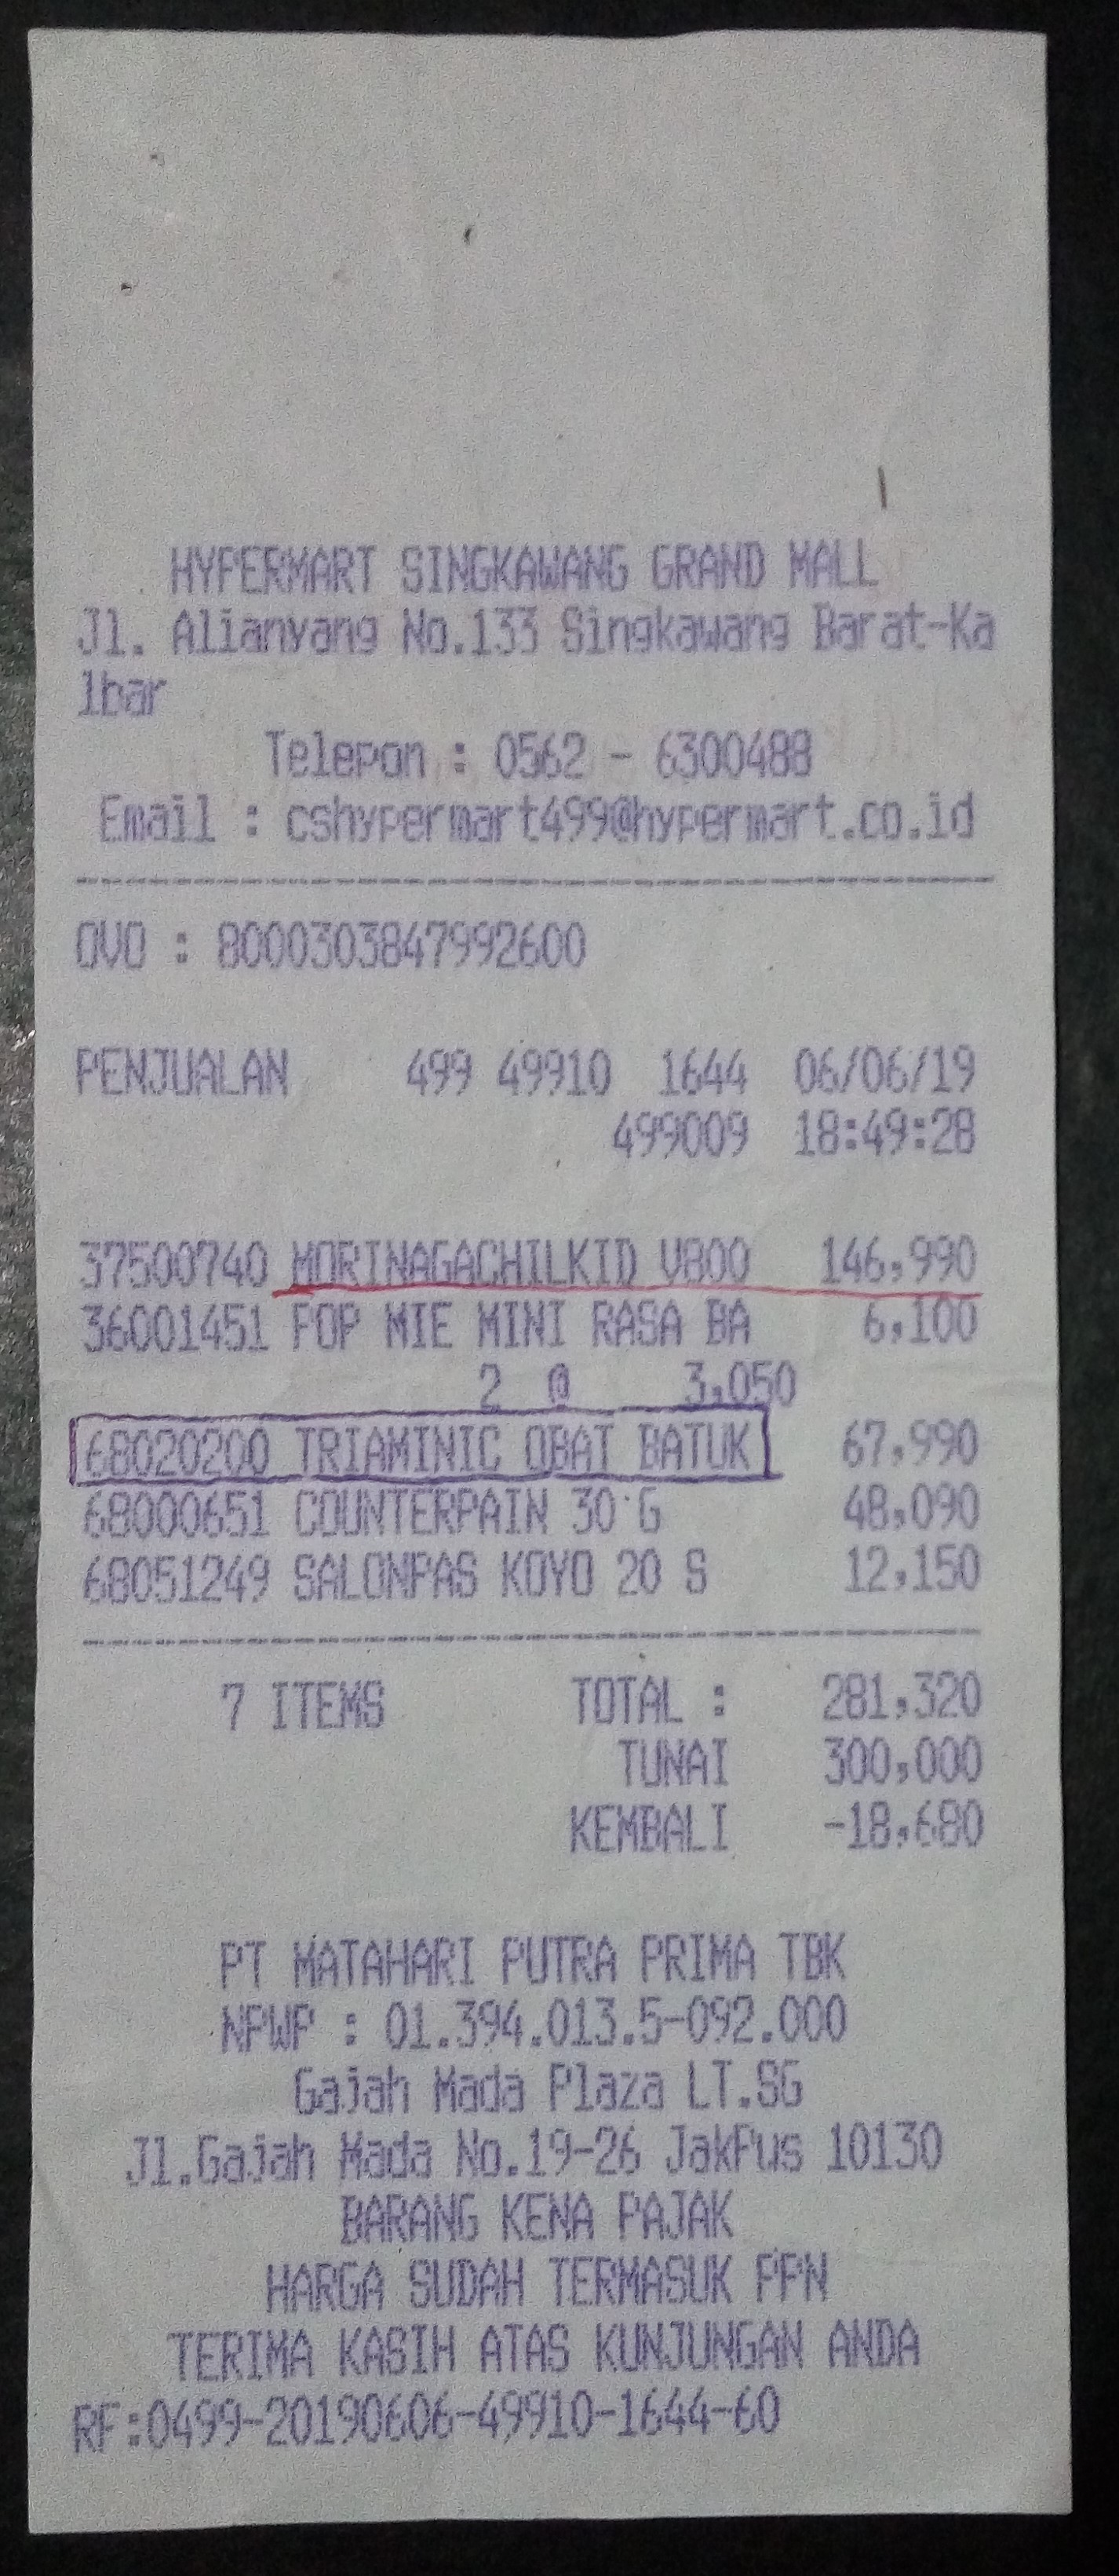 HYPERMART SINGKAWANG GRAND MALL
Jl. Alianyang No.133 Singkawang Barat-Ka
lbar
Telepon : 0562 - 6300488
Email : cshypermart499@hypermart.co.id
OVO : 8000303847992600
PENJUALAN 499 49910 1644 06/06/19
499009 18:49:28
37500740 MORINAGACHILKID V800 146,990
36001451 POP MIE MINI RASA BA 6,100
2 @ 3,050
68020200 TRIAMINIC OBAT BATUK 67,990
68000651 COUNTERPAIN 30 G 48,090
68051249 SALONPAS KOYO 20 S 12,150
7 ITEMS TOTAL : 281,320
TUNAI 300,000
KEMBALI -18,680
PT MATAHARI PUTRA PRIMA TBK
NPWP : 01.394.013.5-092.000
Gajah Mada Plaza LT.SG
Jl.Gajah Mada No.19-26 JakPus 10130
BARANG KENA PAJAK
HARGA SUDAH TERMASUK PPN
TERIMA KASIH ATAS KUNJUNGAN ANDA
RF:0499-20190606-49910-1644-60